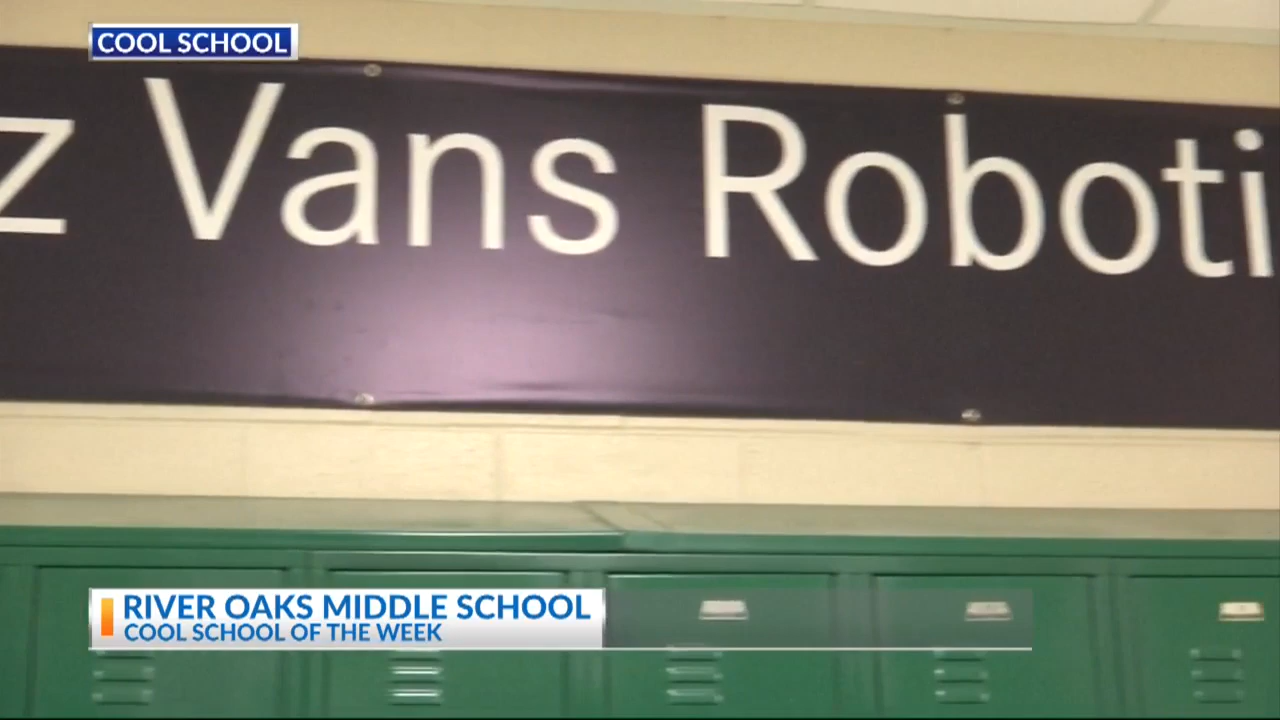 COOL SCHOOL
z Vans Roboti
RIVER OAKS MIDDLE SCHOOL
COOL SCHOOL OF THE WEEK